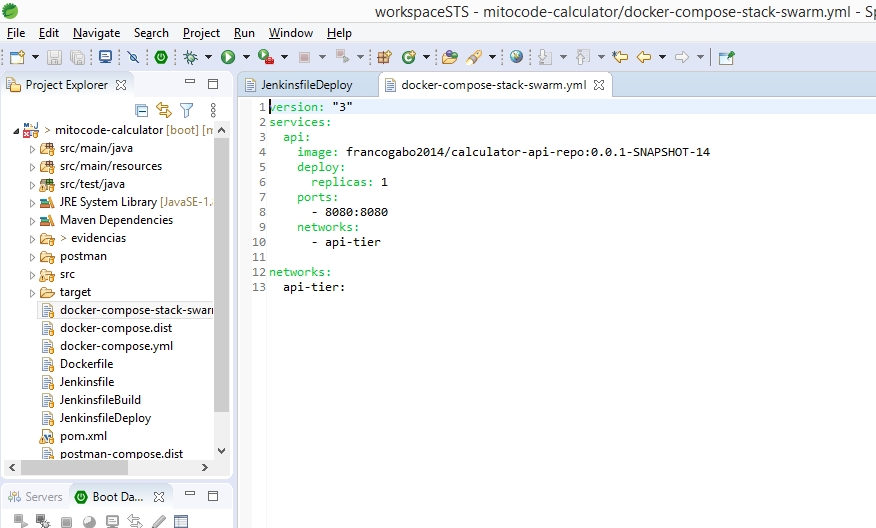 workspaceSTS - mitocode-calculator/docker-compose-stack-swarm.yml - Sp
File Edit Navigate Search Project Run Window Help
Project Explorer
JenkinsfileDeploy
docker-compose-stack-swarm.yml
mitocode-calculator [boot] [m
src/main/java
src/main/resources
src/test/java
JRE System Library [JavaSE-1.
Maven Dependencies
> evidencias
postman
src
target
docker-compose-stack-swarm
docker-compose.dist
docker-compose.yml
Dockerfile
Jenkinsfile
JenkinsfileBuild
JenkinsfileDeploy
pom.xml
postman-compose.dist
Servers
Boot Da...
1 version: "3"
2 services:
3 api:
4 image: francogabo2014/calculator-api-repo:0.0.1-SNAPSHOT-14
5 deploy:
6 replicas: 1
7 ports:
8 - 8080:8080
9 networks:
10 - api-tier
11
12 networks:
13 api-tier: